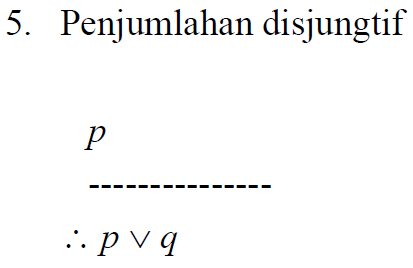 5. Penjumlahan disjungtif
p
---------------
∴ p ∨ q